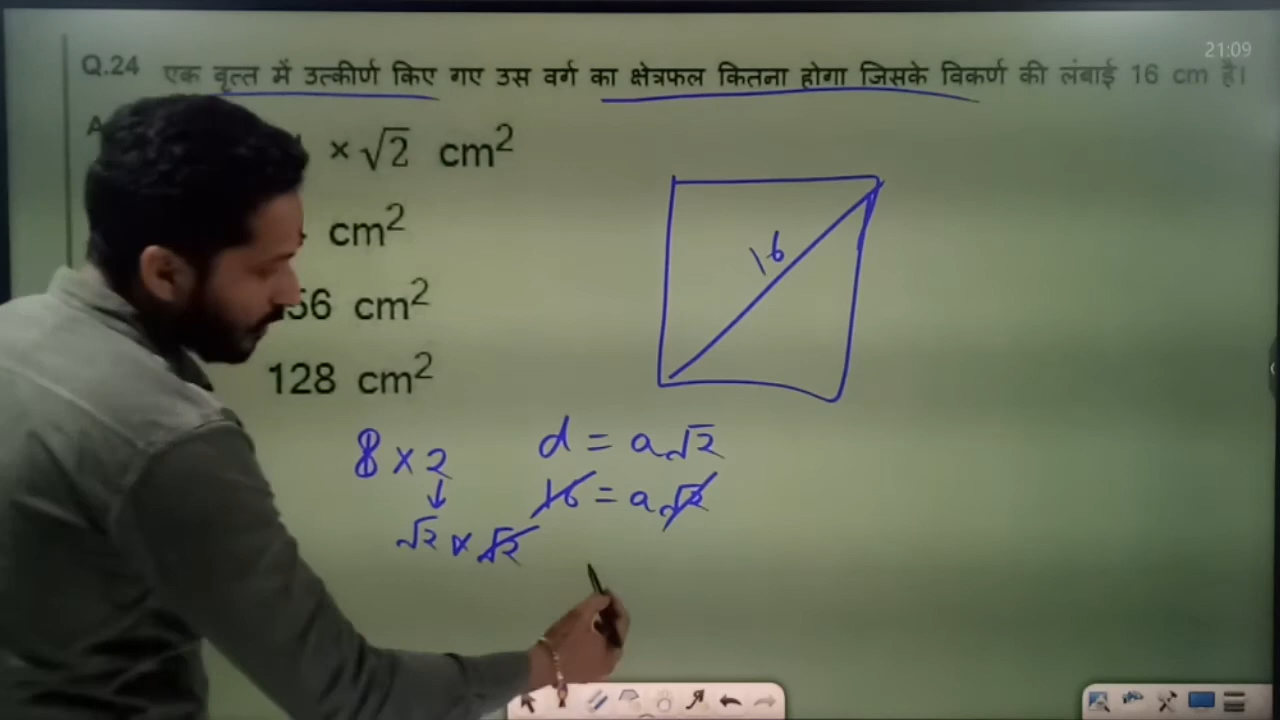 21:09
Q.24 एक वृत्त में उत्कीर्ण किए गए उस वर्ग का क्षेत्रफल कितना होगा जिसके विकर्ण की लंबाई 16 cm है।
× √2 cm²
cm²
56 cm²
128 cm²
16
8 × 2
↓
√2 × √2
d = a√2
16 = a√2